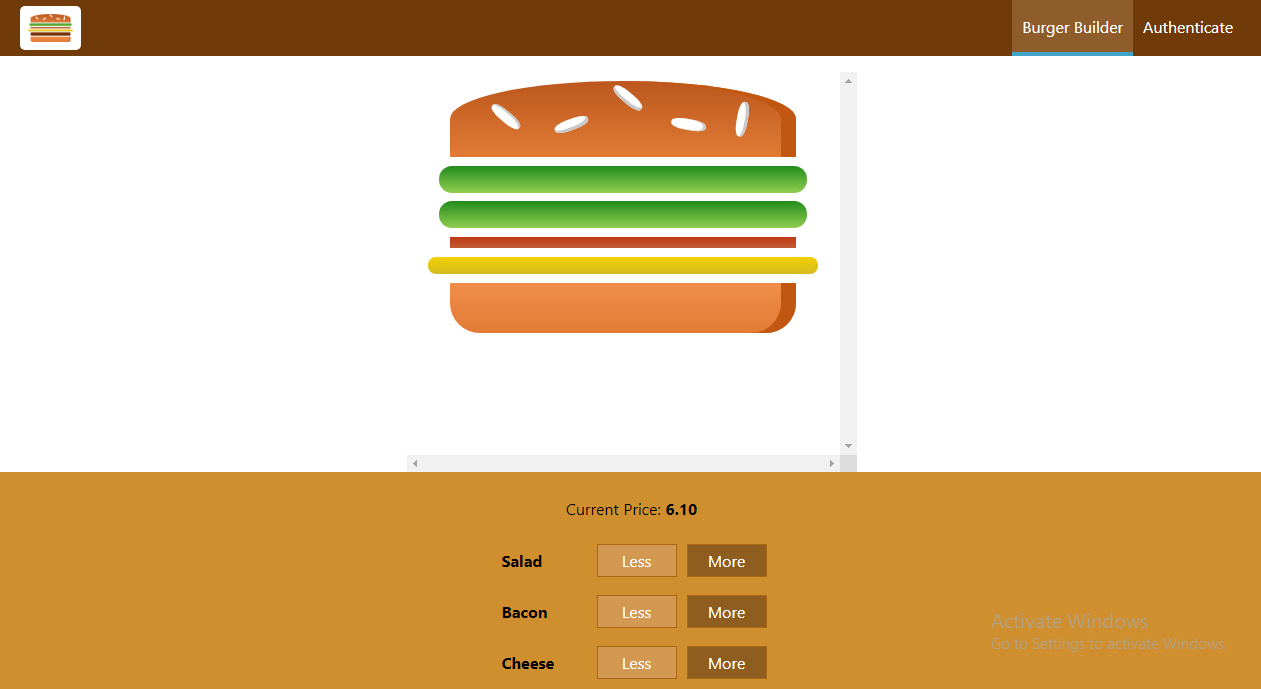 Burger Builder Authenticate
Current Price: 6.10
Salad Less More
Bacon Less More
Cheese Less More
Activate Windows
Go to Settings to activate Windows.